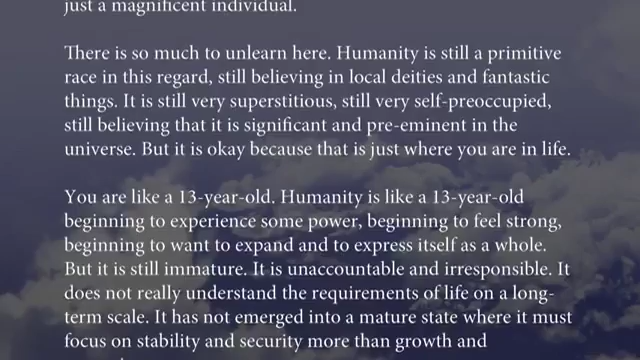 just a magnificent individual.
There is so much to unlearn here. Humanity is still a primitive
race in this regard, still believing in local deities and fantastic
things. It is still very superstitious, still very self-preoccupied,
still believing that it is significant and pre-eminent in the
universe. But it is okay because that is just where you are in life.
You are like a 13-year-old. Humanity is like a 13-year-old
beginning to experience some power, beginning to feel strong,
beginning to want to expand and to express itself as a whole.
But it is still immature. It is unaccountable and irresponsible. It
does not really understand the requirements of life on a long-
term scale. It has not emerged into a mature state where it must
focus on stability and security more than growth and